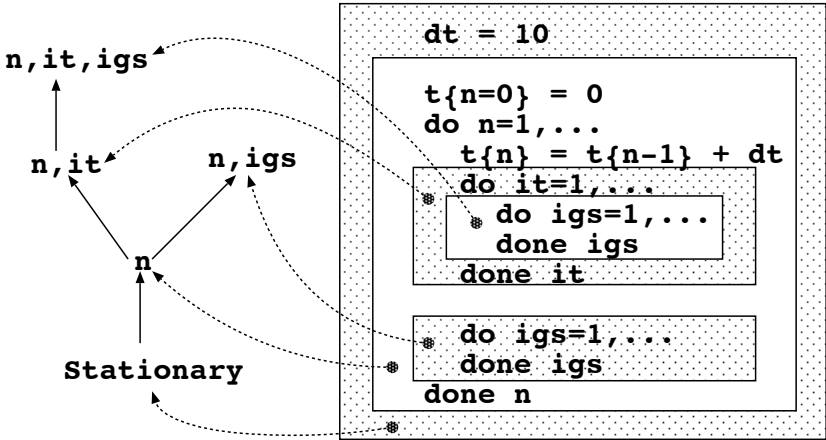 n,it,igs
n,it
n,igs
n
Stationary
dt = 10
t{n=0} = 0
do n=1,...
t{n} = t{n-1} + dt
do it=1,...
do igs=1,...
done igs
done it
do igs=1,...
done igs
done n